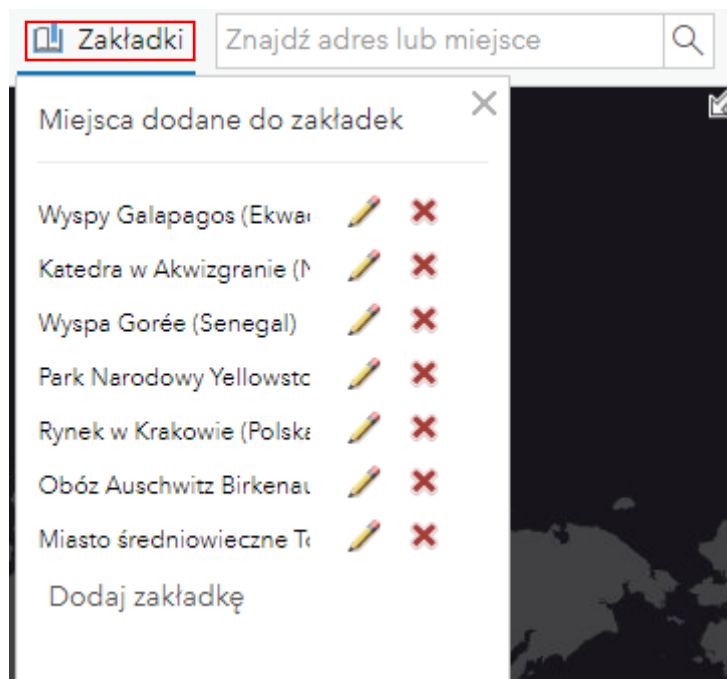 Zakładki
Znajdź adres lub miejsce
Miejsca dodane do zakładek
Wyspy Galapagos (Ekwa
Katedra w Akwizgranie (N
Wyspa Gorée (Senegal)
Park Narodowy Yellowsto
Rynek w Krakowie (Polska
Obóz Auschwitz Birkenau
Miasto średniowieczne To
Dodaj zakładkę